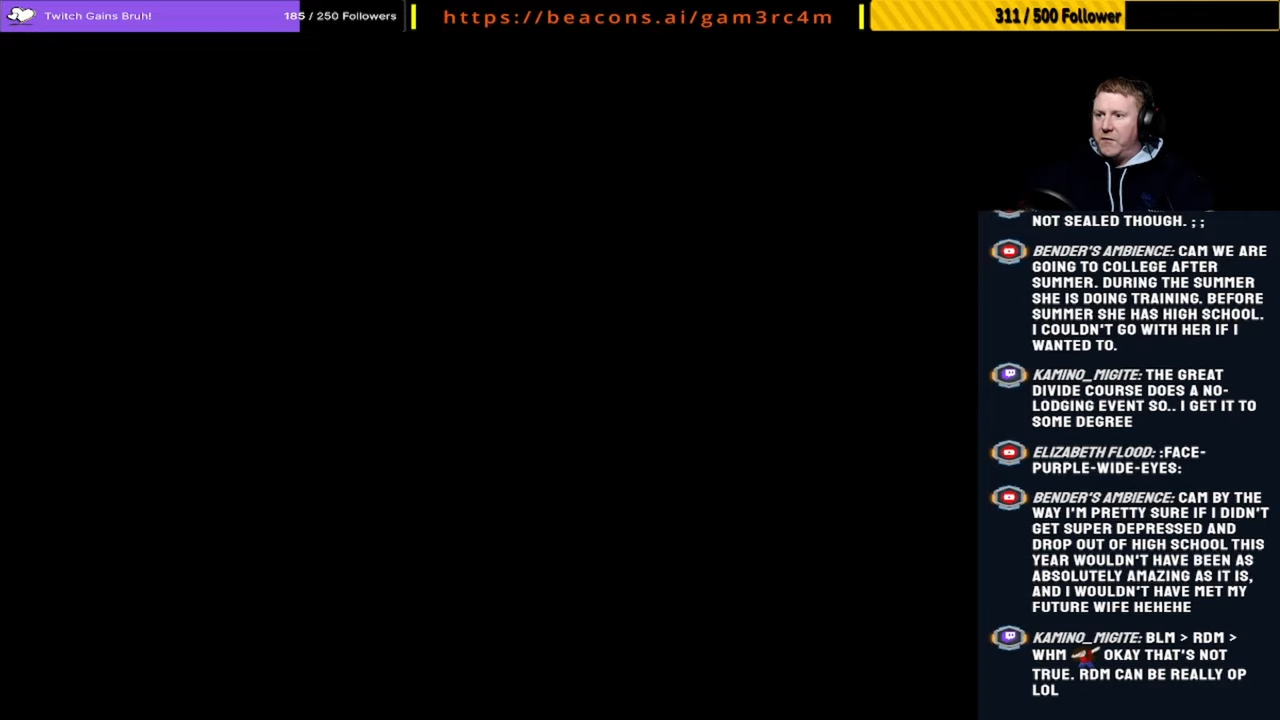 Twitch Gains Bruh!
185 / 250 Followers
https://beacons.ai/gam3rc4m
311 / 500 Follower
NOT SEALED THOUGH. ; ;
BENDER'S AMBIENCE: CAM WE ARE
GOING TO COLLEGE AFTER
SUMMER. DURING THE SUMMER
SHE IS DOING TRAINING. BEFORE
SUMMER SHE HAS HIGH SCHOOL.
I COULDN'T GO WITH HER IF I
WANTED TO.
KAMINO_MIGITE: THE GREAT
DIVIDE COURSE DOES A NO-
LODGING EVENT SO.. I GET IT TO
SOME DEGREE
ELIZABETH FLOOD: :FACE-
PURPLE-WIDE-EYES:
BENDER'S AMBIENCE: CAM BY THE
WAY I'M PRETTY SURE IF I DIDN'T
GET SUPER DEPRESSED AND
DROP OUT OF HIGH SCHOOL THIS
YEAR WOULDN'T HAVE BEEN AS
ABSOLUTELY AMAZING AS IT IS,
AND I WOULDN'T HAVE MET MY
FUTURE WIFE HEHEHE
KAMINO_MIGITE: BLM > RDM >
WHM OKAY THAT'S NOT
TRUE. RDM CAN BE REALLY OP
LOL